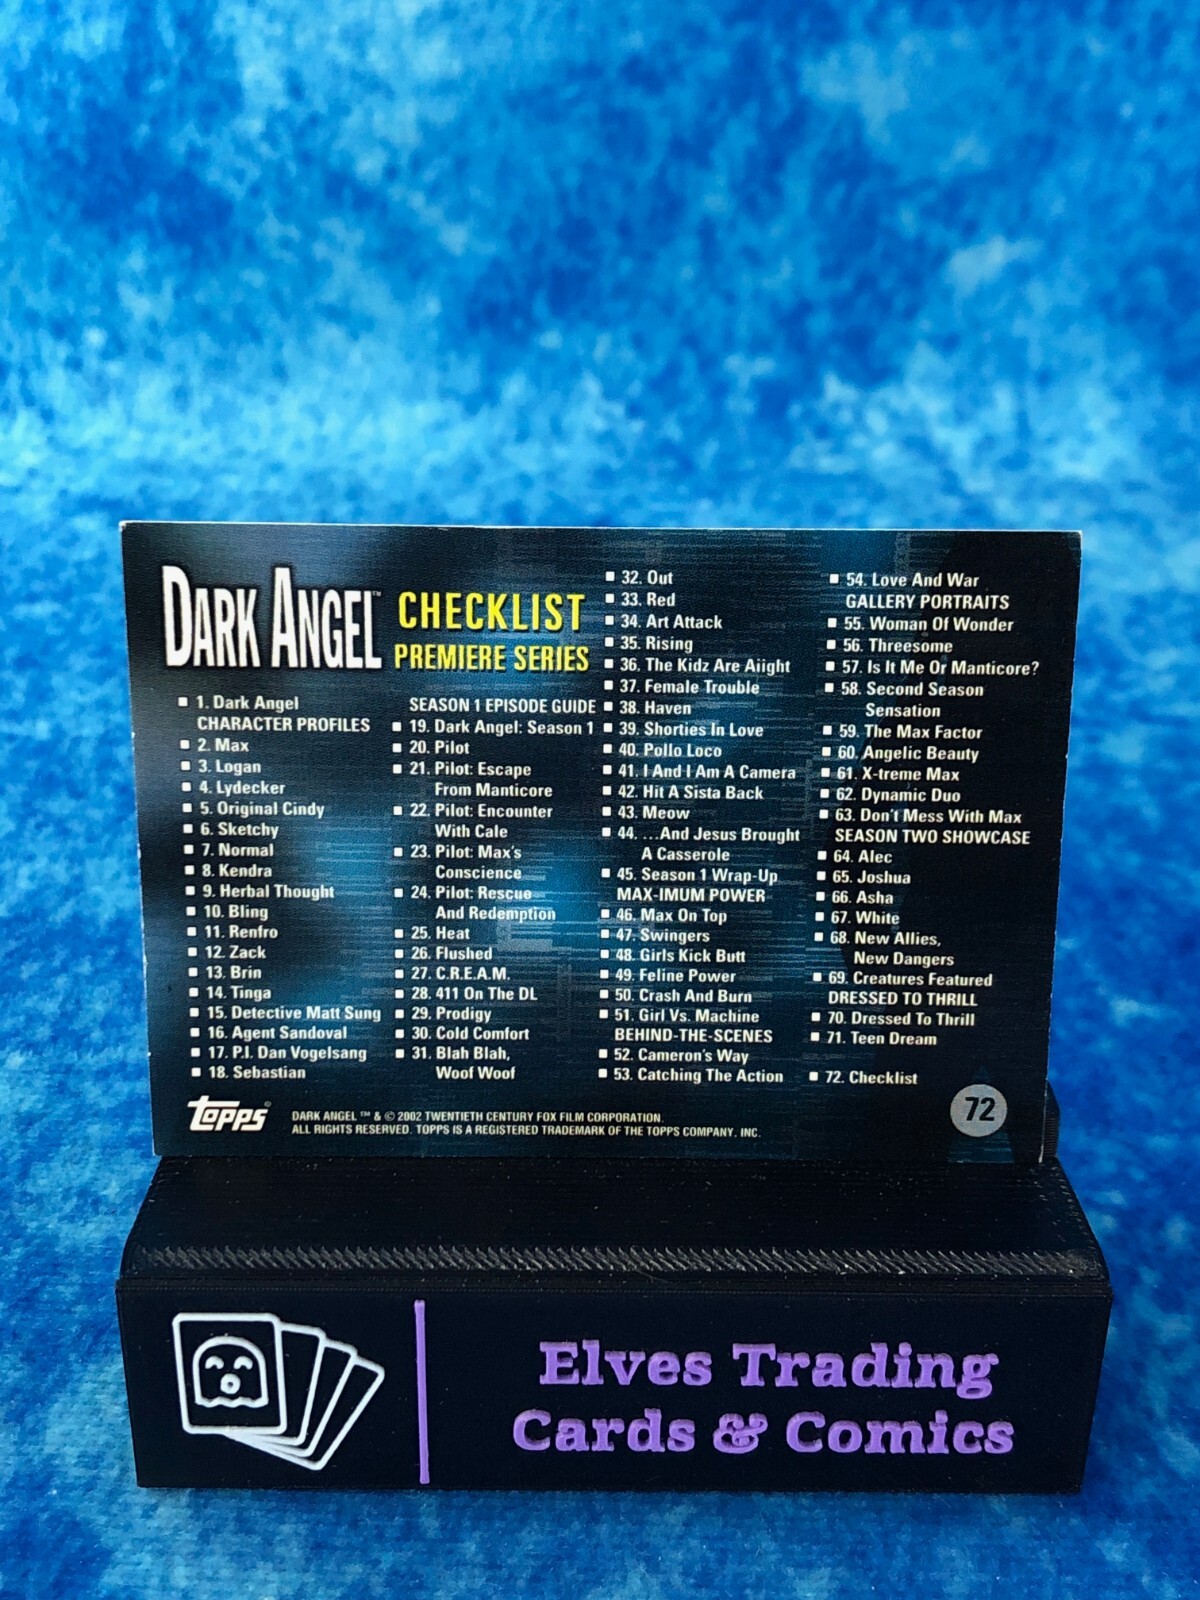 DARK ANGEL™
CHECKLIST
PREMIERE SERIES
1. Dark Angel
CHARACTER PROFILES
2. Max
3. Logan
4. Lydecker
5. Original Cindy
6. Sketchy
7. Normal
8. Kendra
9. Herbal Thought
10. Bling
11. Renfro
12. Zack
13. Brin
14. Tinga
15. Detective Matt Sung
16. Agent Sandoval
17. P.I. Dan Vogelsang
18. Sebastian
SEASON 1 EPISODE GUIDE
19. Dark Angel: Season 1
20. Pilot
21. Pilot: Escape
From Manticore
22. Pilot: Encounter
With Cale
23. Pilot: Max's
Conscience
24. Pilot: Rescue
And Redemption
25. Heat
26. Flushed
27. C.R.E.A.M.
28. 411 On The DL
29. Prodigy
30. Cold Comfort
31. Blah Blah,
Woof Woof
32. Out
33. Red
34. Art Attack
35. Rising
36. The Kidz Are Aiight
37. Female Trouble
38. Haven
39. Shorties In Love
40. Pollo Loco
41. I And I Am A Camera
42. Hit A Sista Back
43. Meow
44. ...And Jesus Brought
A Casserole
45. Season 1 Wrap-Up
MAX-IMUM POWER
46. Max On Top
47. Swingers
48. Girls Kick Butt
49. Feline Power
50. Crash And Burn
51. Girl Vs. Machine
BEHIND-THE-SCENES
52. Cameron's Way
53. Catching The Action
54. Love And War
GALLERY PORTRAITS
55. Woman Of Wonder
56. Threesome
57. Is It Me Or Manticore?
58. Second Season
Sensation
59. The Max Factor
60. Angelic Beauty
61. X-treme Max
62. Dynamic Duo
63. Don't Mess With Max
SEASON TWO SHOWCASE
64. Alec
65. Joshua
66. Asha
67. White
68. New Allies,
New Dangers
69. Creatures Featured
DRESSED TO THRILL
70. Dressed To Thrill
71. Teen Dream
72. Checklist
TOPPS®
DARK ANGEL ™ & © 2002 TWENTIETH CENTURY FOX FILM CORPORATION.
ALL RIGHTS RESERVED. TOPPS IS A REGISTERED TRADEMARK OF THE TOPPS COMPANY, INC.
72
Elves Trading
Cards & Comics